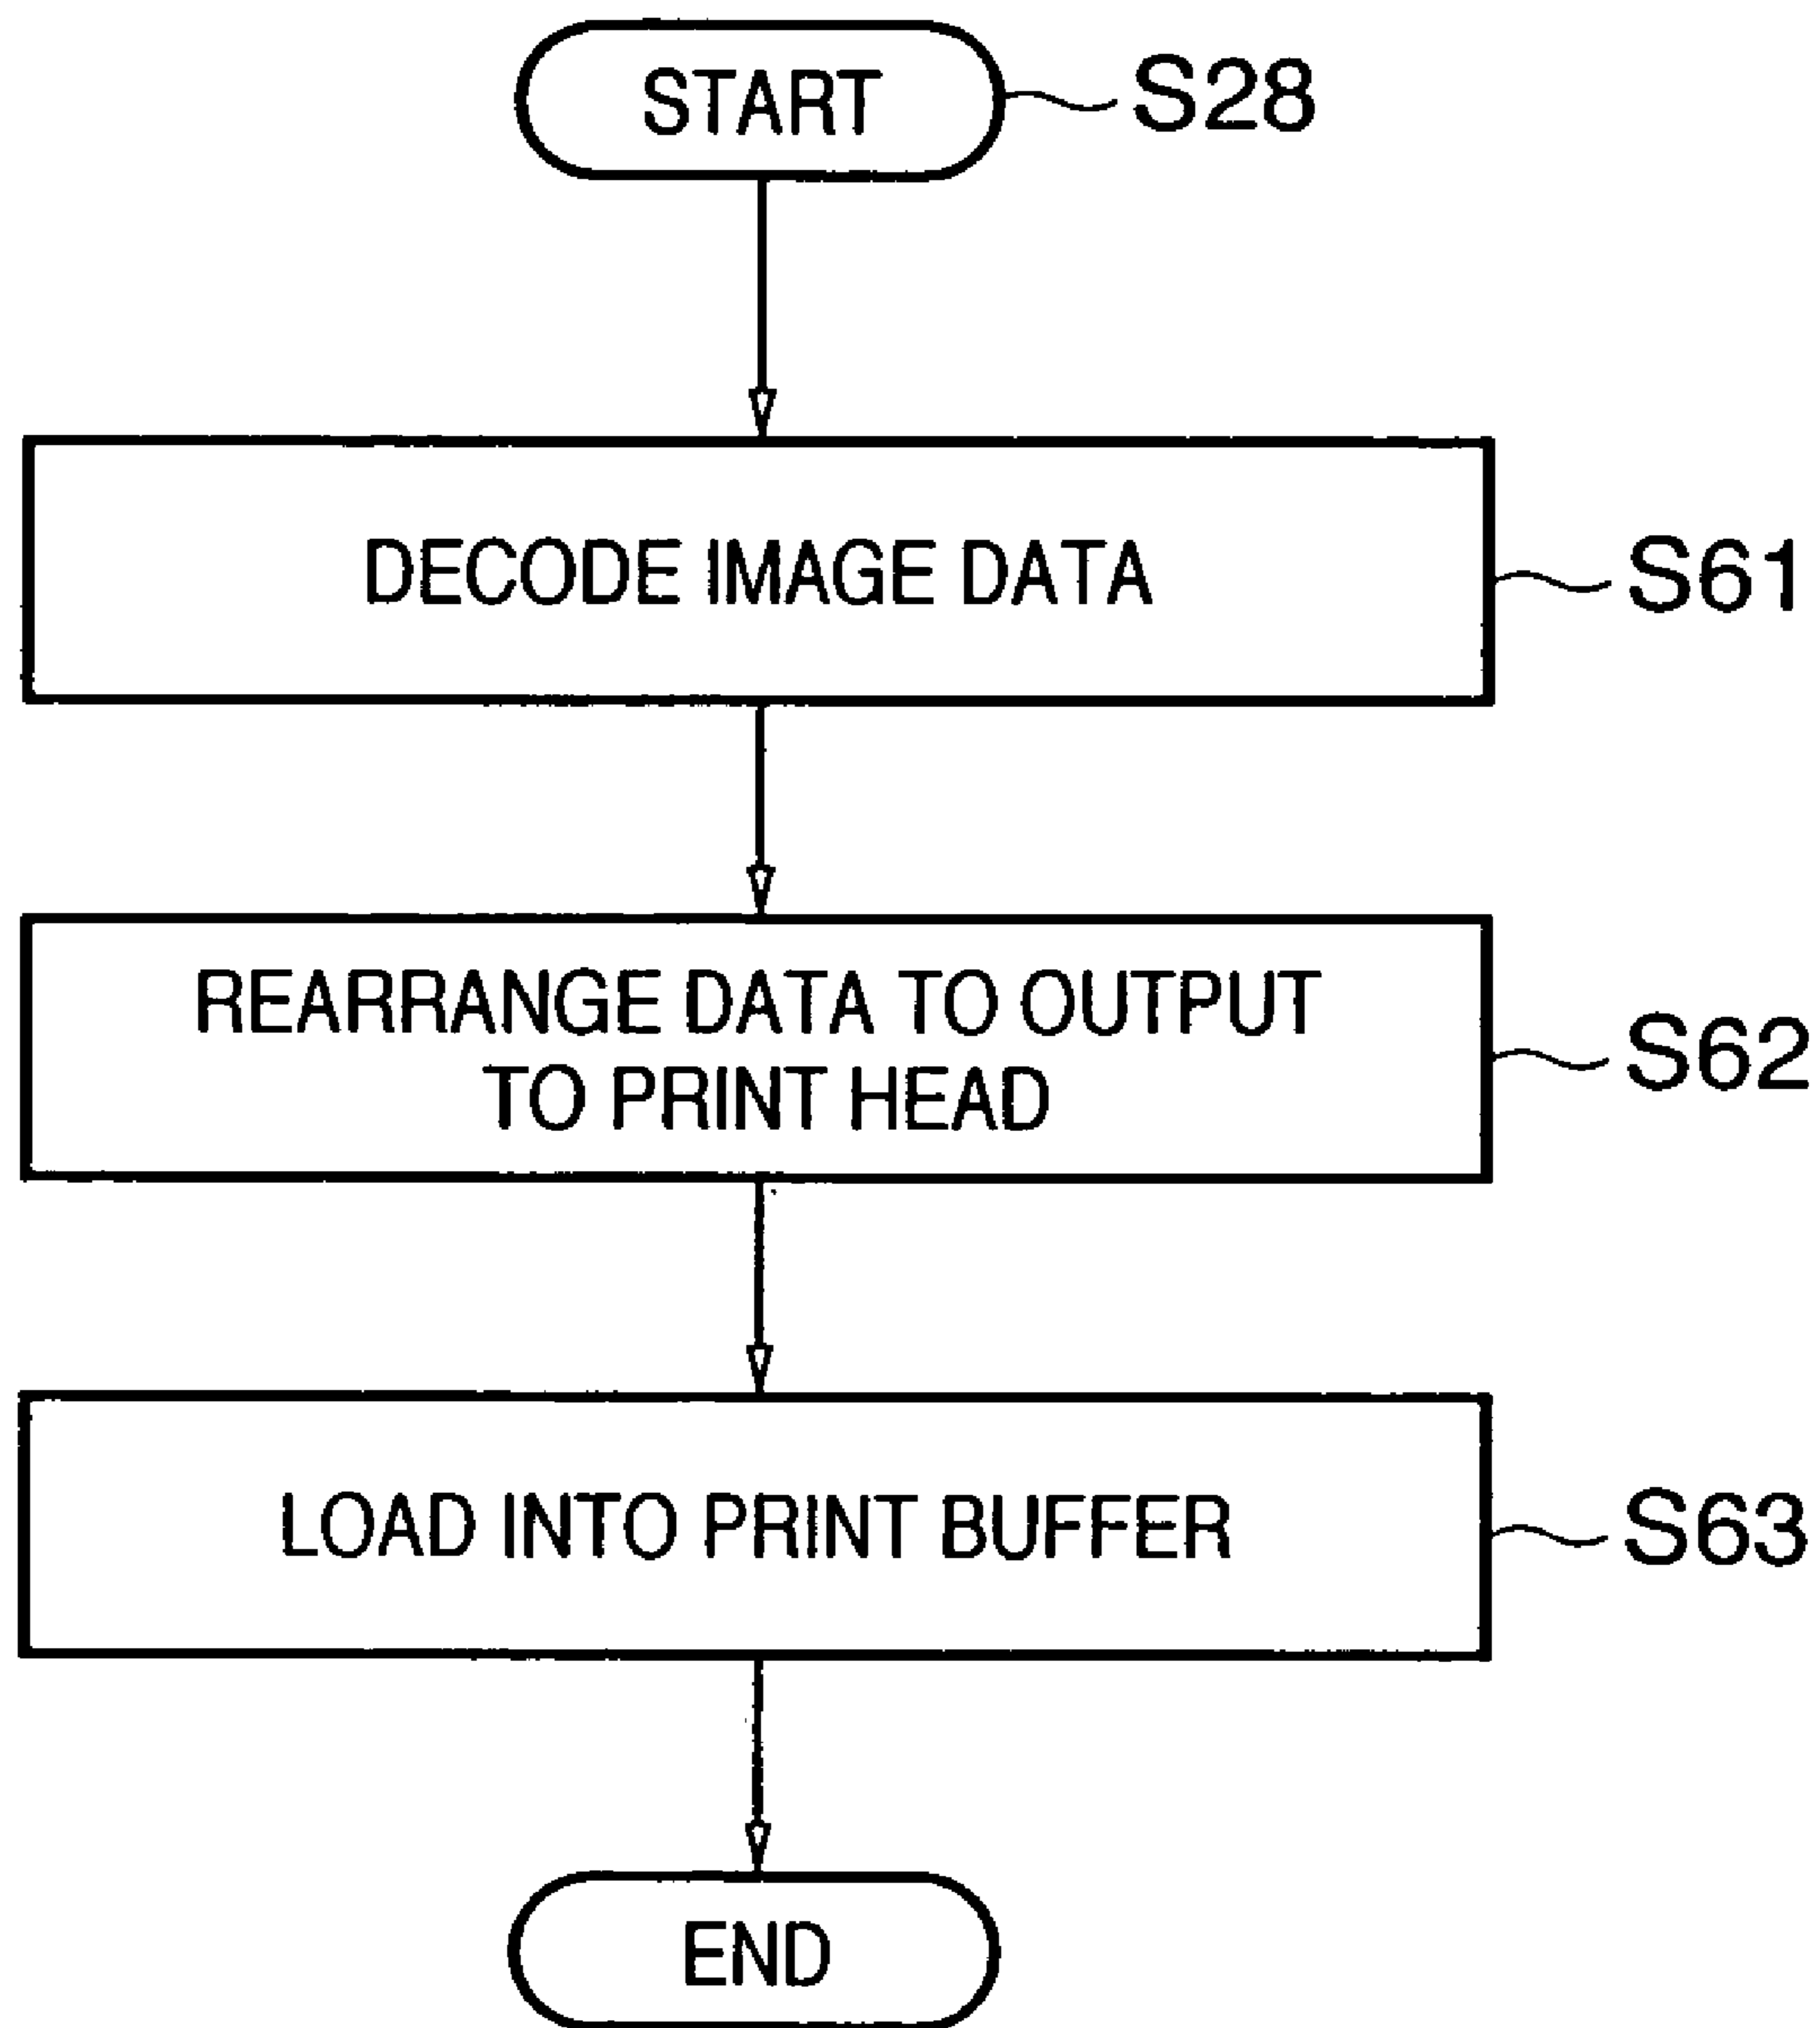 START
S28
DECODE IMAGE DATA
S61
REARRANGE DATA TO OUTPUT
TO PRINT HEAD
S62
LOAD INTO PRINT BUFFER
S63
END